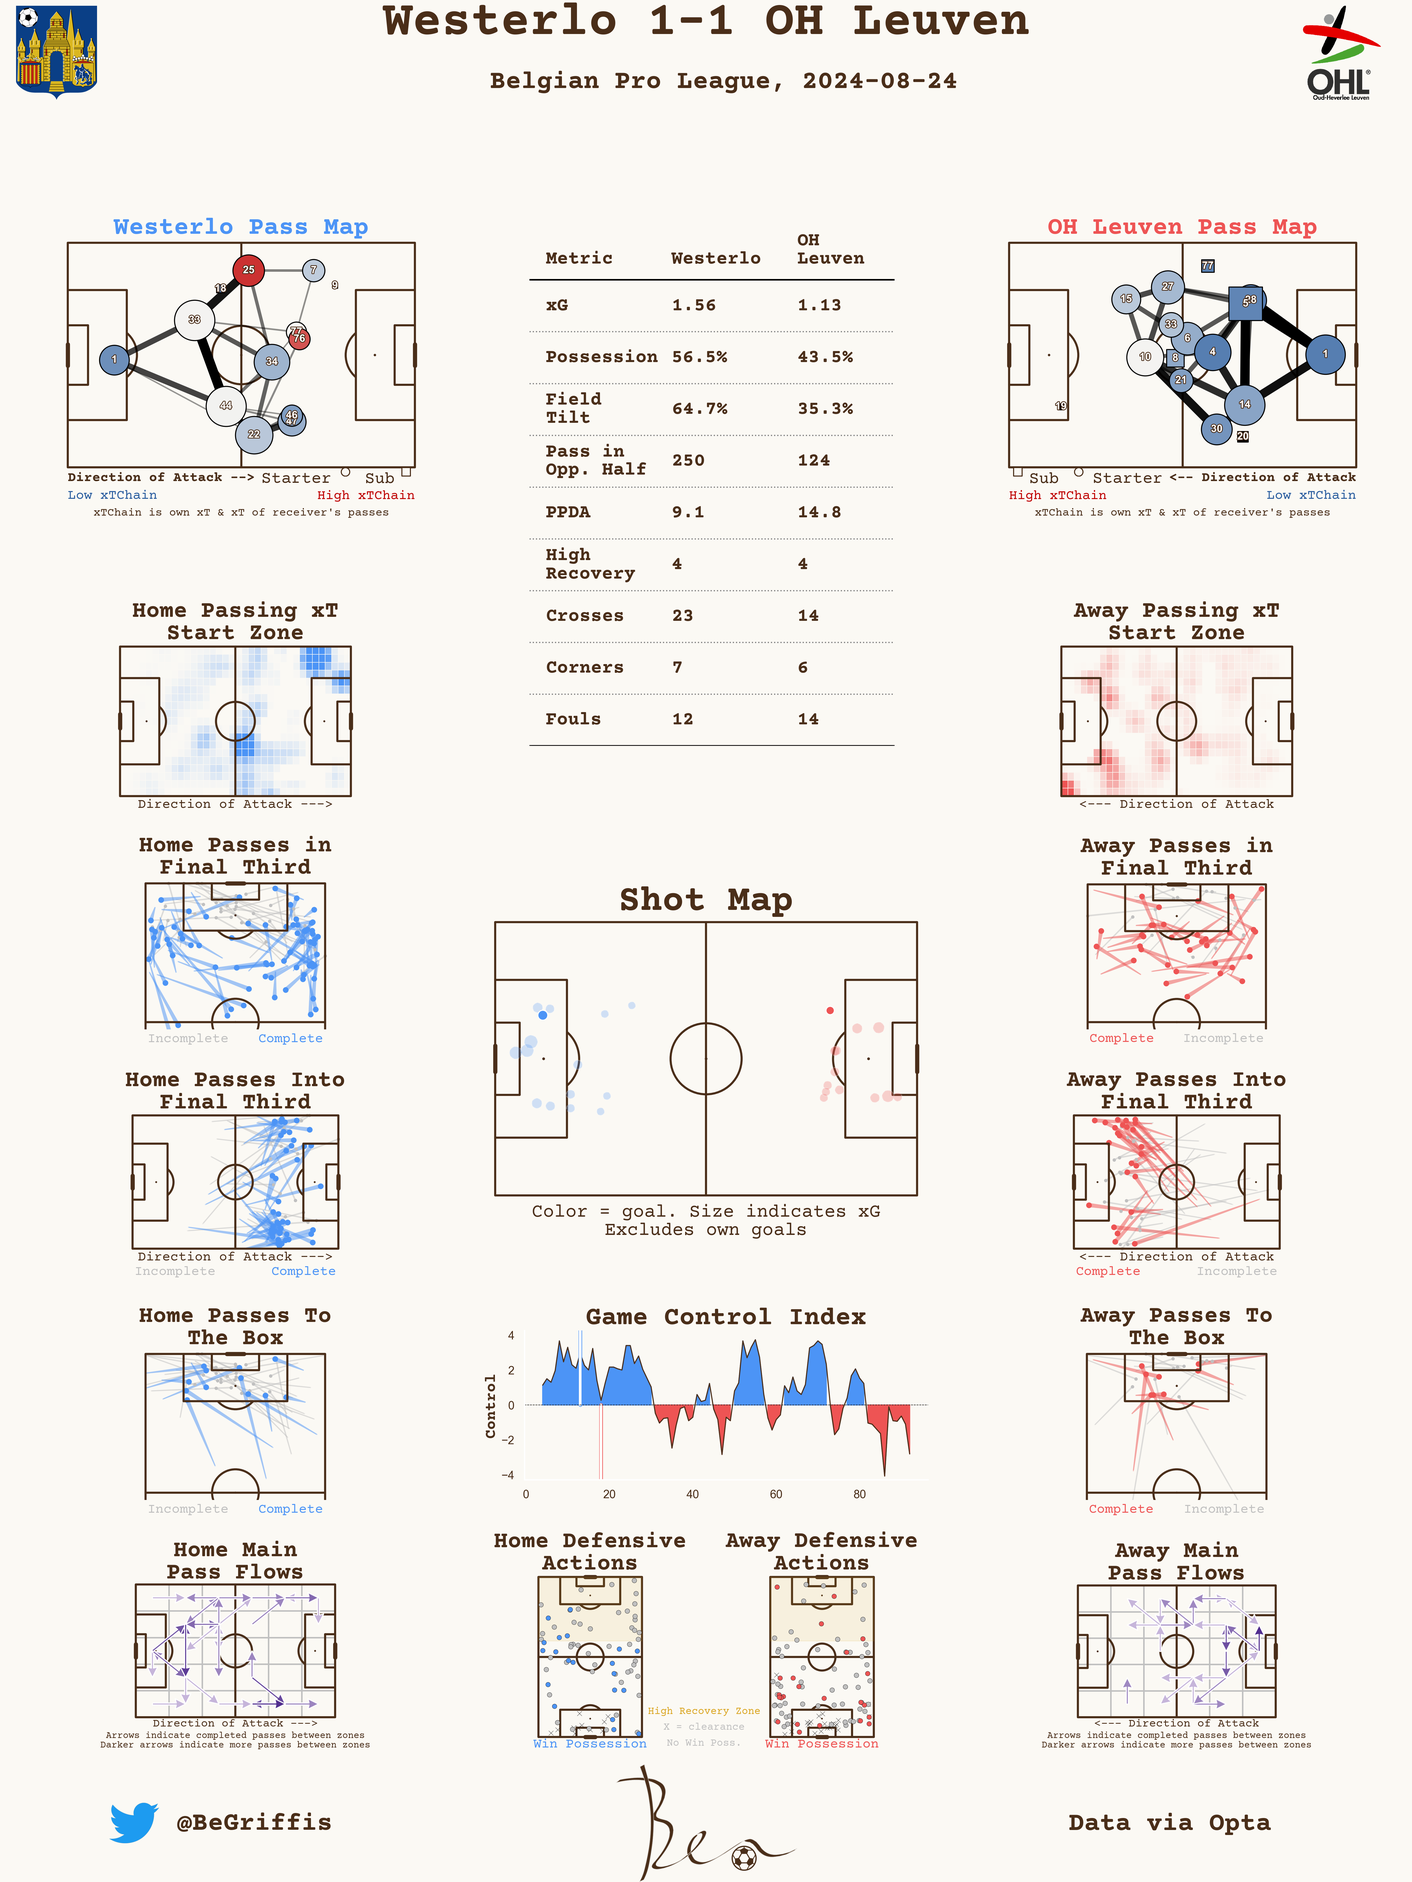 Westerlo 1-1 OH Leuven
Belgian Pro League, 2024-08-24
OHL®
Oud-Heverlee Leuven
Westerlo Pass Map
25
7
9
18
33
77
76
1
34
44
46
22
Direction of Attack --> Starter Sub
Low xTChain High xTChain
xTChain is own xT & xT of receiver's passes
Metric Westerlo OH Leuven
xG 1.56 1.13
Possession 56.5% 43.5%
Field Tilt 64.7% 35.3%
Pass in Opp. Half 250 124
PPDA 9.1 14.8
High Recovery 4 4
Crosses 23 14
Corners 7 6
Fouls 12 14
OH Leuven Pass Map
77
27
15
5
33
6
10
8
4
1
21
14
19
30
20
Sub Starter <-- Direction of Attack
High xTChain Low xTChain
xTChain is own xT & xT of receiver's passes
Home Passing xT
Start Zone
Direction of Attack --->
Away Passing xT
Start Zone
<--- Direction of Attack
Home Passes in
Final Third
Incomplete Complete
Away Passes in
Final Third
Complete Incomplete
Shot Map
Color = goal. Size indicates xG
Excludes own goals
Home Passes Into
Final Third
Direction of Attack --->
Incomplete Complete
Away Passes Into
Final Third
<--- Direction of Attack
Complete Incomplete
Home Passes To
The Box
Incomplete Complete
Game Control Index
Control
4
2
0
−2
−4
0 20 40 60 80
Away Passes To
The Box
Complete Incomplete
Home Main
Pass Flows
Direction of Attack --->
Arrows indicate completed passes between zones
Darker arrows indicate more passes between zones
Home Defensive
Actions
Win Possession
High Recovery Zone
X = clearance
No Win Poss.
Away Defensive
Actions
Win Possession
Away Main
Pass Flows
<--- Direction of Attack
Arrows indicate completed passes between zones
Darker arrows indicate more passes between zones
@BeGriffis
Ben
Data via Opta